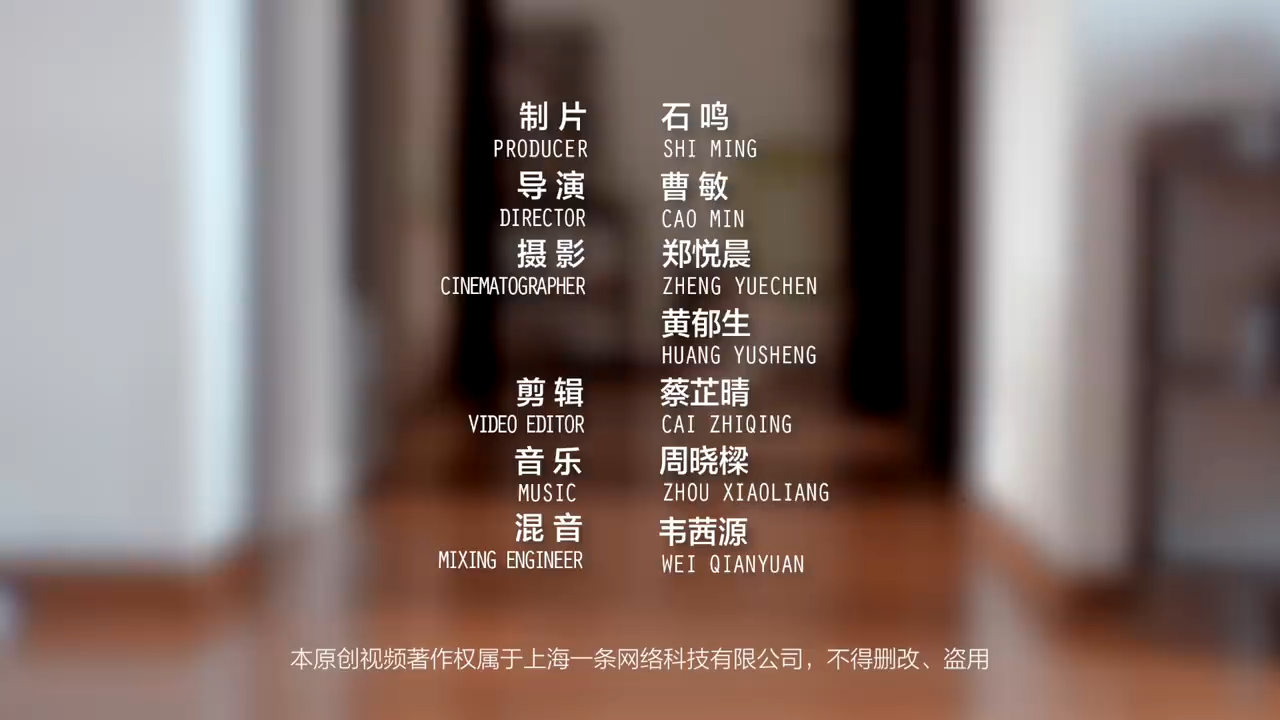 制片 石鸣
PRODUCER SHI MING
导演 曹敏
DIRECTOR CAO MIN
摄影 郑悦晨
CINEMATOGRAPHER ZHENG YUECHEN
黄郁生
HUANG YUSHENG
剪辑 蔡芷晴
VIDEO EDITOR CAI ZHIQING
音乐 周晓樑
MUSIC ZHOU XIAOLIANG
混音 韦茜源
MIXING ENGINEER WEI QIANYUAN
本原创视频著作权属于上海一条网络科技有限公司，不得删改、盗用